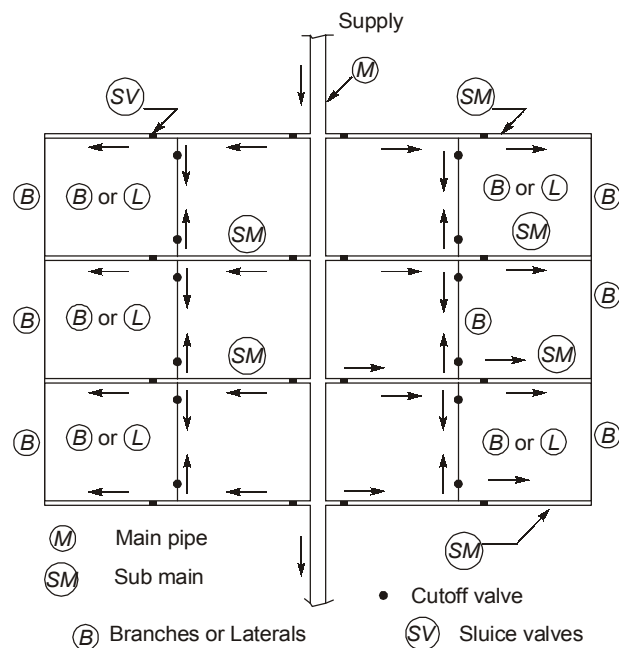 Supply
M
SV
SM
B
B or L
B or L
B
SM
SM
B
B
B or L
B
SM
SM
B
B
B or L
B or L
B
M Main pipe
SM
SM Sub main
Cutoff valve
B Branches or Laterals
SV Sluice valves